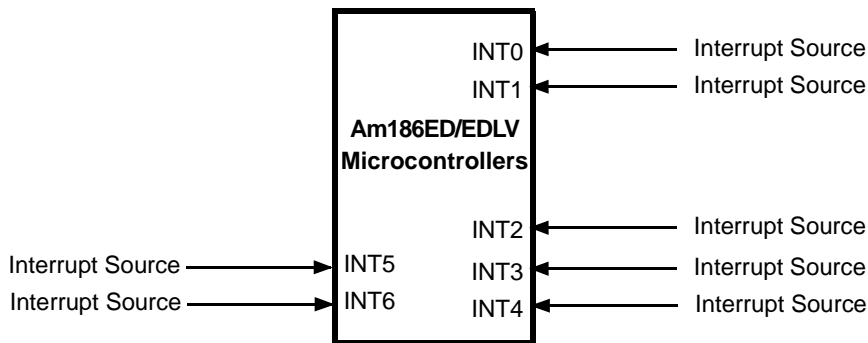 INT0 Interrupt Source
INT1 Interrupt Source
Am186ED/EDLV
Microcontrollers
INT2 Interrupt Source
Interrupt Source INT5 INT3 Interrupt Source
Interrupt Source INT6 INT4 Interrupt Source